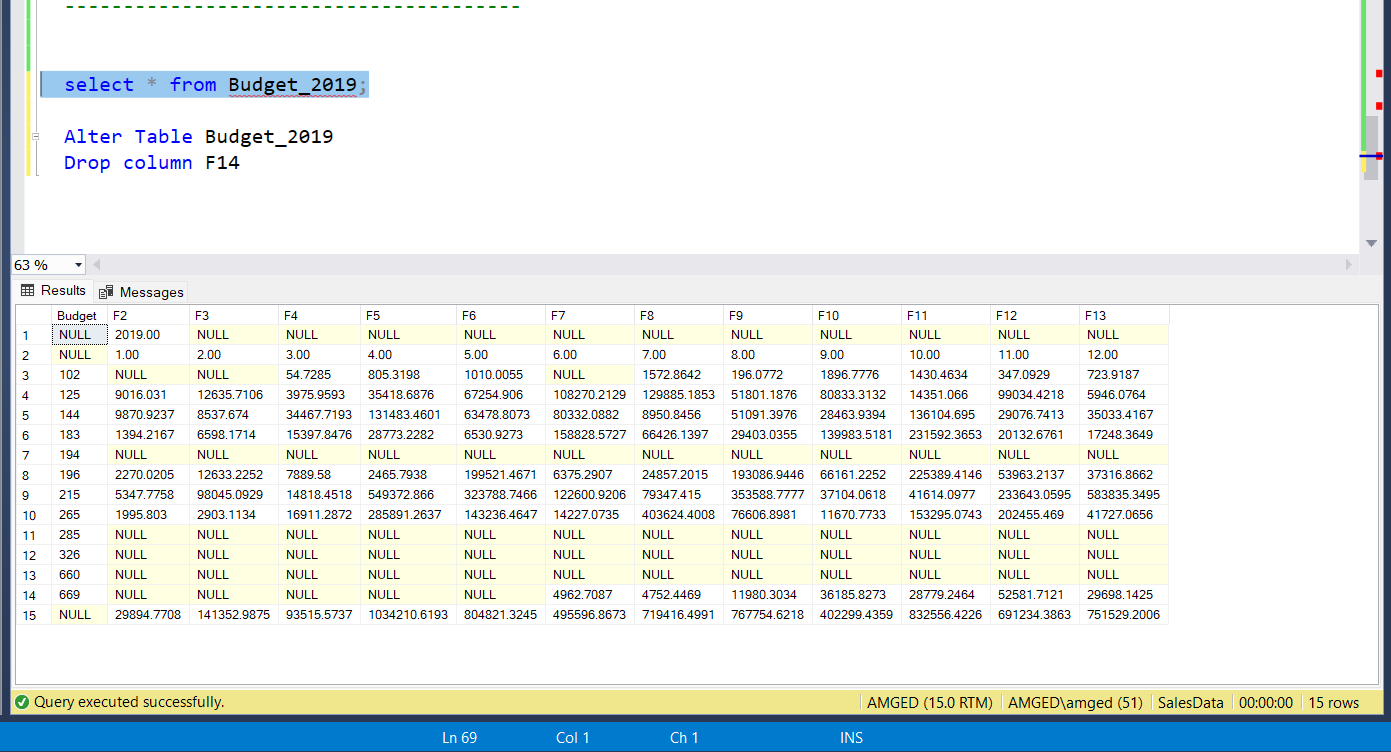 ------------------------------------
select * from Budget_2019;
Alter Table Budget_2019
Drop column F14
63 %
Results Messages
Budget F2 F3 F4 F5 F6 F7 F8 F9 F10 F11 F12 F13
1 NULL 2019.00 NULL NULL NULL NULL NULL NULL NULL NULL NULL NULL NULL
2 NULL 1.00 2.00 3.00 4.00 5.00 6.00 7.00 8.00 9.00 10.00 11.00 12.00
3 102 NULL NULL 54.7285 805.3198 1010.0055 NULL 1572.8642 196.0772 1896.7776 1430.4634 347.0929 723.9187
4 125 9016.031 12635.7106 3975.9593 35418.6876 67254.906 108270.2129 129885.1853 51801.1876 80833.3132 14351.066 99034.4218 5946.0764
5 144 9870.9237 8537.674 34467.7193 131483.4601 63478.8073 80332.0882 8950.8456 51091.3976 28463.9394 136104.695 29076.7413 35033.4167
6 183 1394.2167 6598.1714 15397.8476 28773.2282 6530.9273 158828.5727 66426.1397 29403.0355 139983.5181 231592.3653 20132.6761 17248.3649
7 194 NULL NULL NULL NULL NULL NULL NULL NULL NULL NULL NULL NULL
8 196 2270.0205 12633.2252 7889.58 2465.7938 199521.4671 6375.2907 24857.2015 193086.9446 66161.2252 225389.4146 53963.2137 37316.8662
9 215 5347.7758 98045.0929 14818.4518 549372.866 323788.7466 122600.9206 79347.415 353588.7777 37104.0618 41614.0977 233643.0595 583835.3495
10 265 1995.803 2903.1134 16911.2872 285891.2637 143236.4647 14227.0735 403624.4008 76606.8981 11670.7733 153295.0743 202455.469 41727.0656
11 285 NULL NULL NULL NULL NULL NULL NULL NULL NULL NULL NULL NULL
12 326 NULL NULL NULL NULL NULL NULL NULL NULL NULL NULL NULL NULL
13 660 NULL NULL NULL NULL NULL NULL NULL NULL NULL NULL NULL NULL
14 669 NULL NULL NULL NULL NULL 4962.7087 4752.4469 11980.3034 36185.8273 28779.2464 52581.7121 29698.1425
15 NULL 29894.7708 141352.9875 93515.5737 1034210.6193 804821.3245 495596.8673 719416.4991 767754.6218 402299.4359 832556.4226 691234.3863 751529.2006
Query executed successfully. AMGED (15.0 RTM) AMGED\amged (51) SalesData 00:00:00 15 rows
Ln 69 Col 1 Ch 1 INS